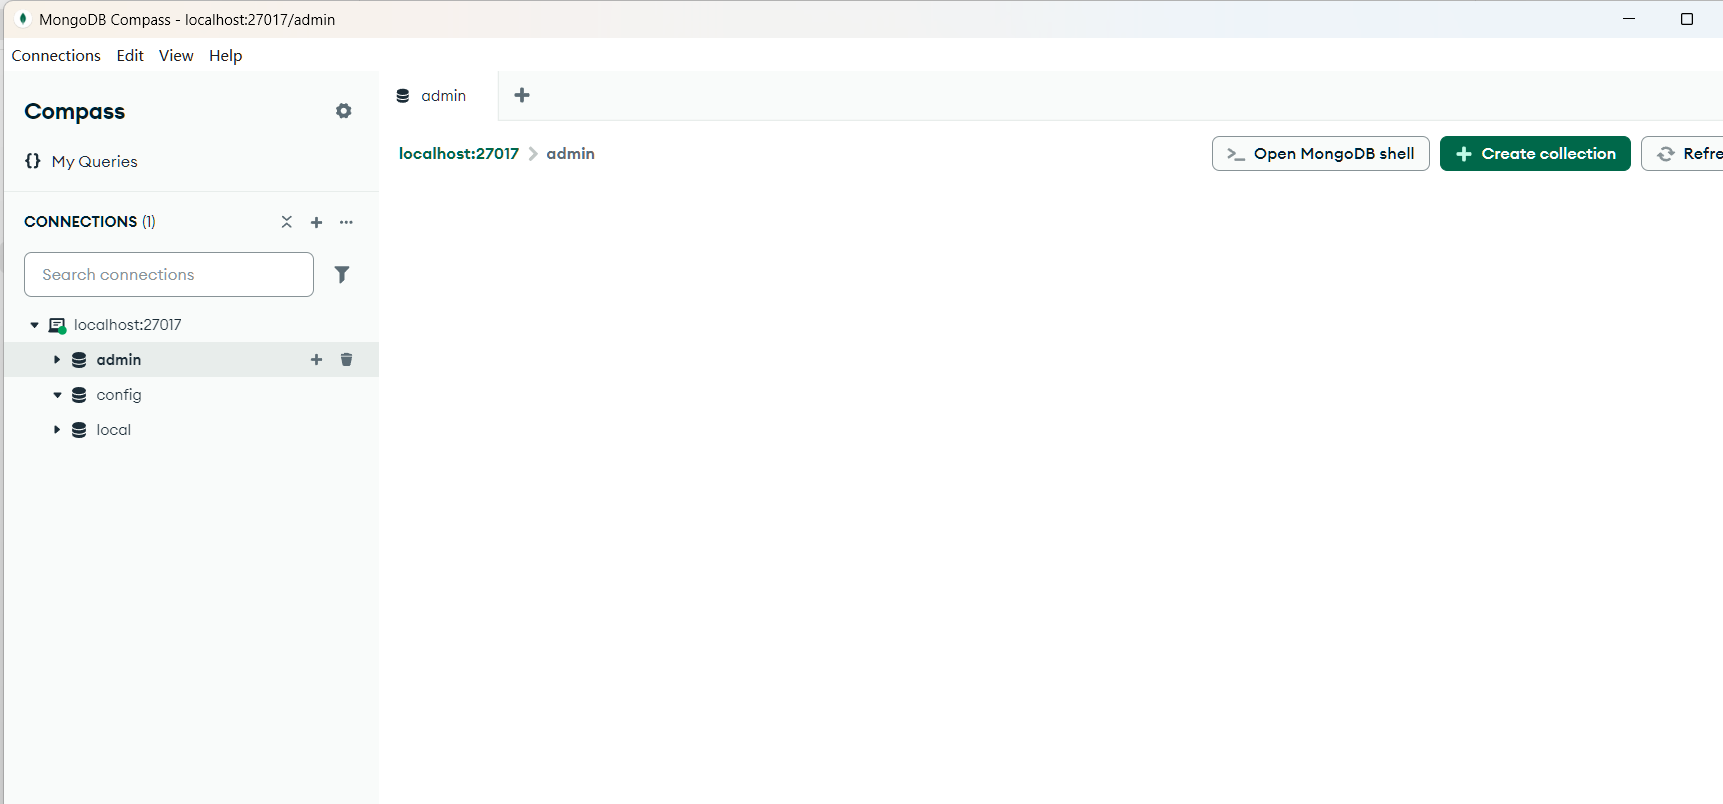 MongoDB Compass - localhost:27017/admin
Connections Edit View Help
Compass
{} My Queries
CONNECTIONS (1)
Search connections
localhost:27017
admin
config
local
admin
localhost:27017 > admin
>_ Open MongoDB shell
+ Create collection
Refre